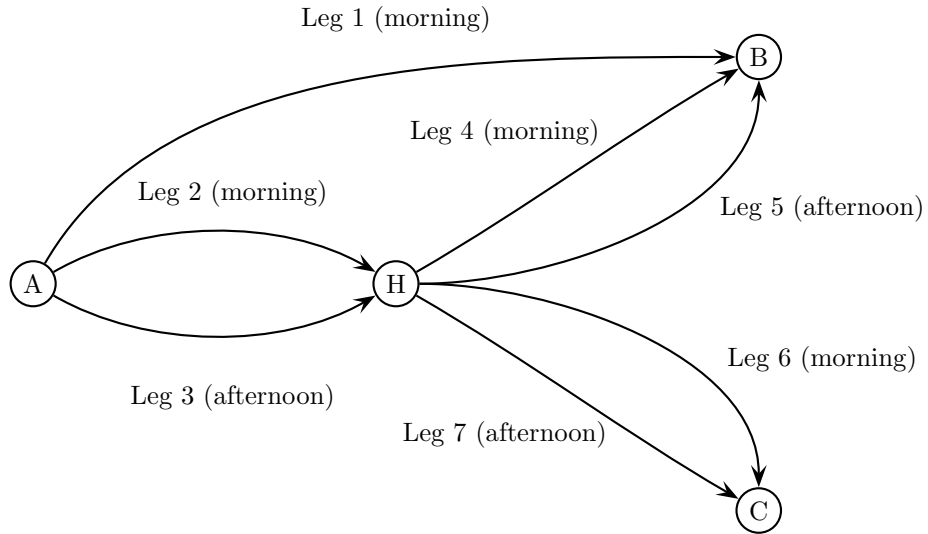 Leg 1 (morning)
B
Leg 4 (morning)
Leg 2 (morning)
Leg 5 (afternoon)
A
H
Leg 6 (morning)
Leg 3 (afternoon)
Leg 7 (afternoon)
C